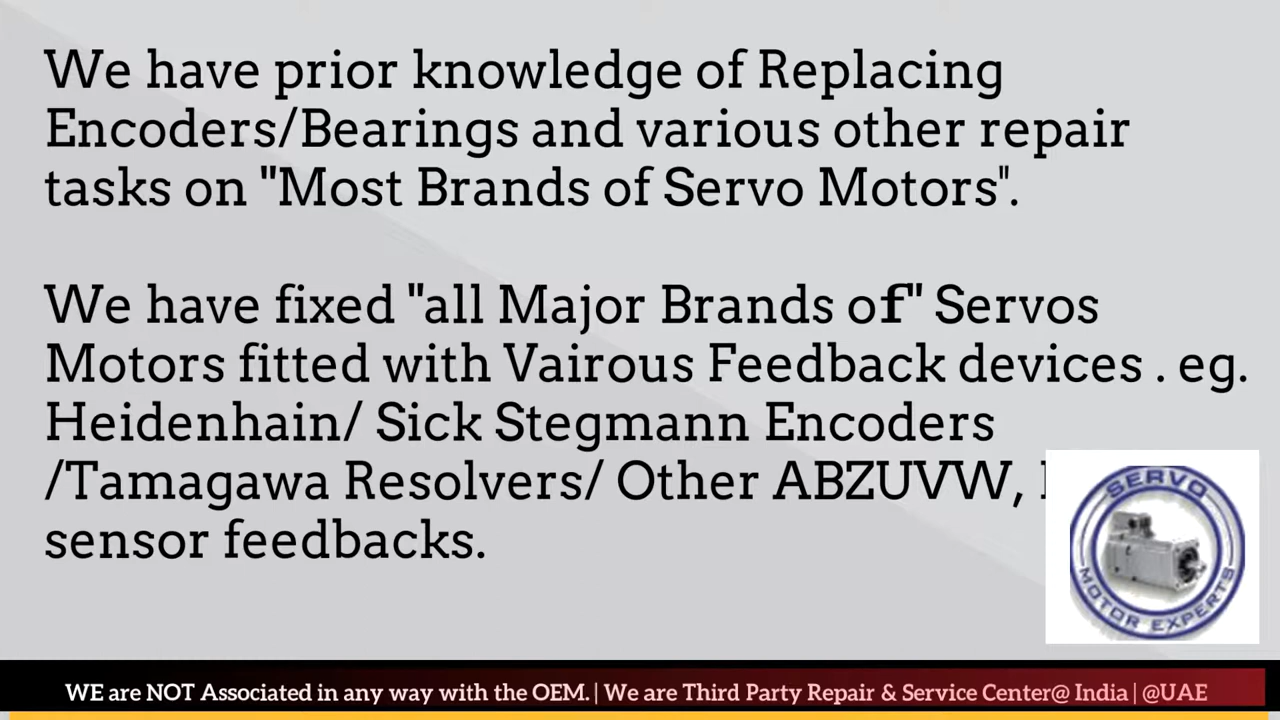 We have prior knowledge of Replacing
Encoders/Bearings and various other repair
tasks on "Most Brands of Servo Motors".
We have fixed "all Major Brands of" Servos
Motors fitted with Vairous Feedback devices . eg.
Heidenhain/ Sick Stegmann Encoders
/Tamagawa Resolvers/ Other ABZUVW,
sensor feedbacks.
SERVO
MOTOR EXPERTS
WE are NOT Associated in any way with the OEM. | We are Third Party Repair & Service Center@ India | @UAE